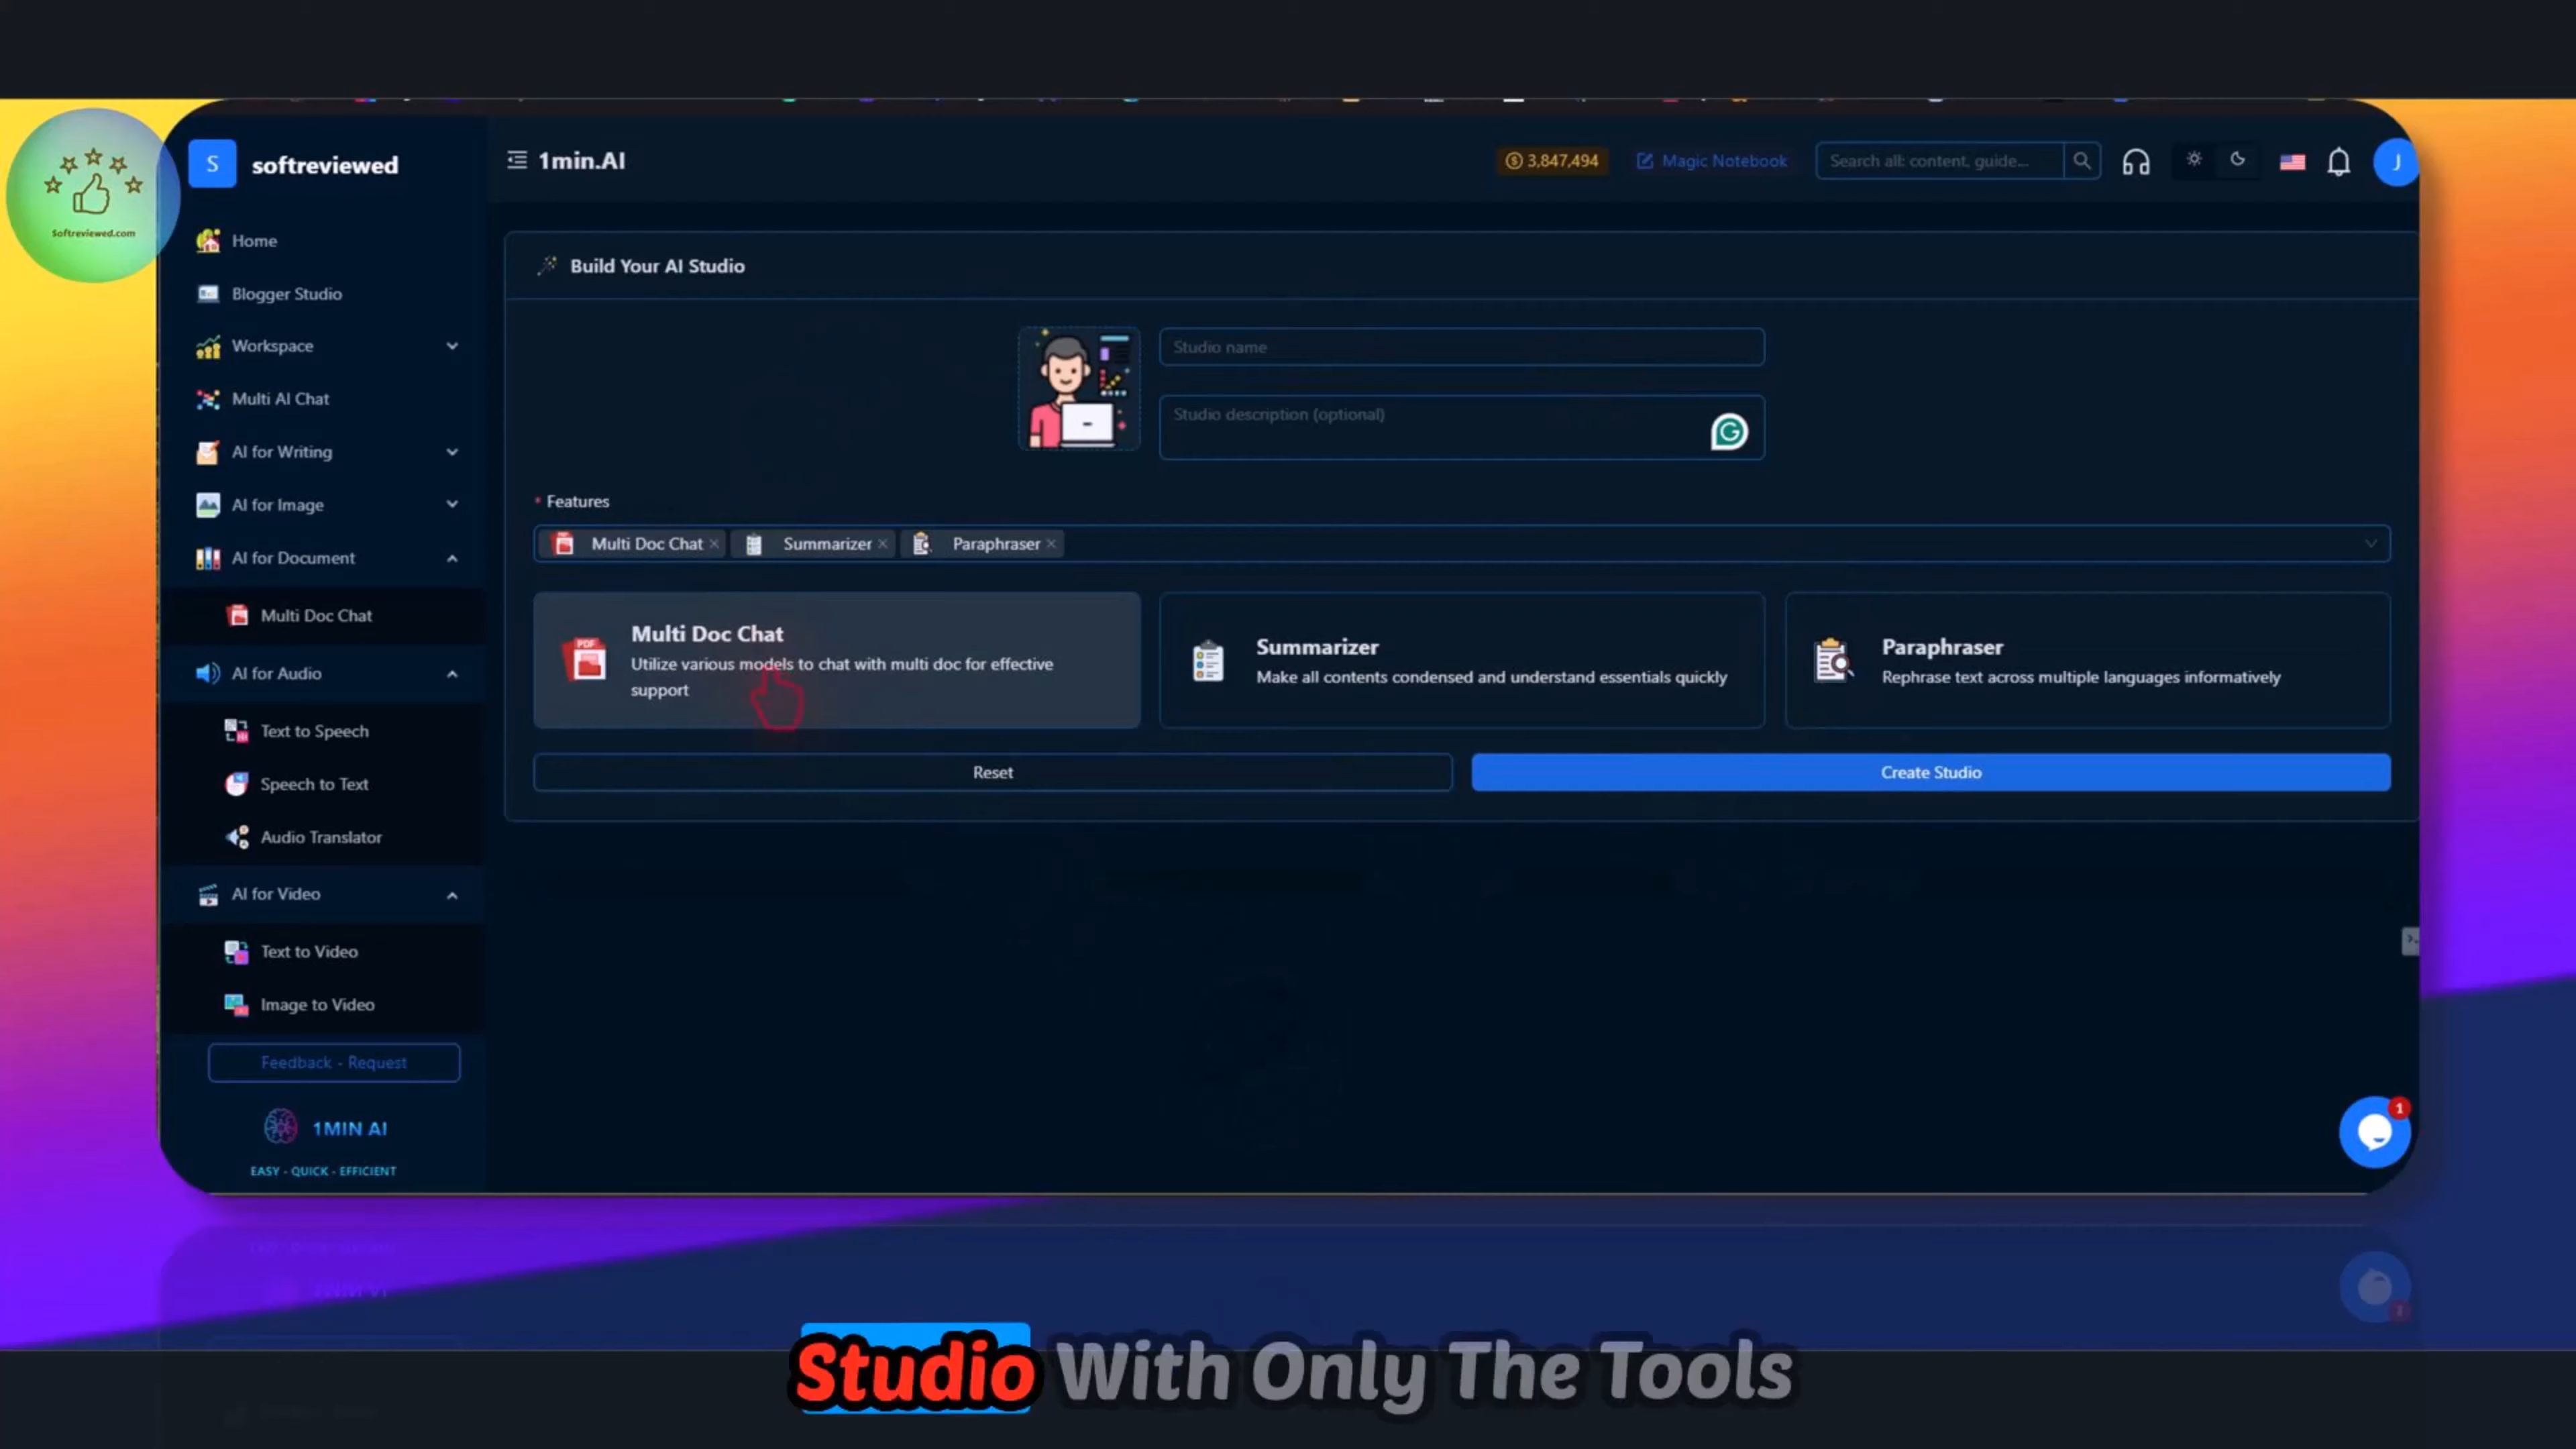 Softreviewed.com
S
softreviewed
1min.AI
3,847,494
Magic Notebook
Search all: content, guide...
J
Home
Blogger Studio
Workspace
Multi AI Chat
AI for Writing
AI for Image
AI for Document
Multi Doc Chat
AI for Audio
Text to Speech
Speech to Text
Audio Translator
AI for Video
Text to Video
Image to Video
Feedback - Request
1MIN AI
EASY - QUICK - EFFICIENT
Build Your AI Studio
Studio name
Studio description (optional)
G
* Features
Multi Doc Chat ×
Summarizer ×
Paraphraser ×
PDF
Multi Doc Chat
Utilize various models to chat with multi doc for effective
support
Summarizer
Make all contents condensed and understand essentials quickly
Paraphraser
Rephrase text across multiple languages informatively
Reset
Create Studio
1
Studio With Only The Tools